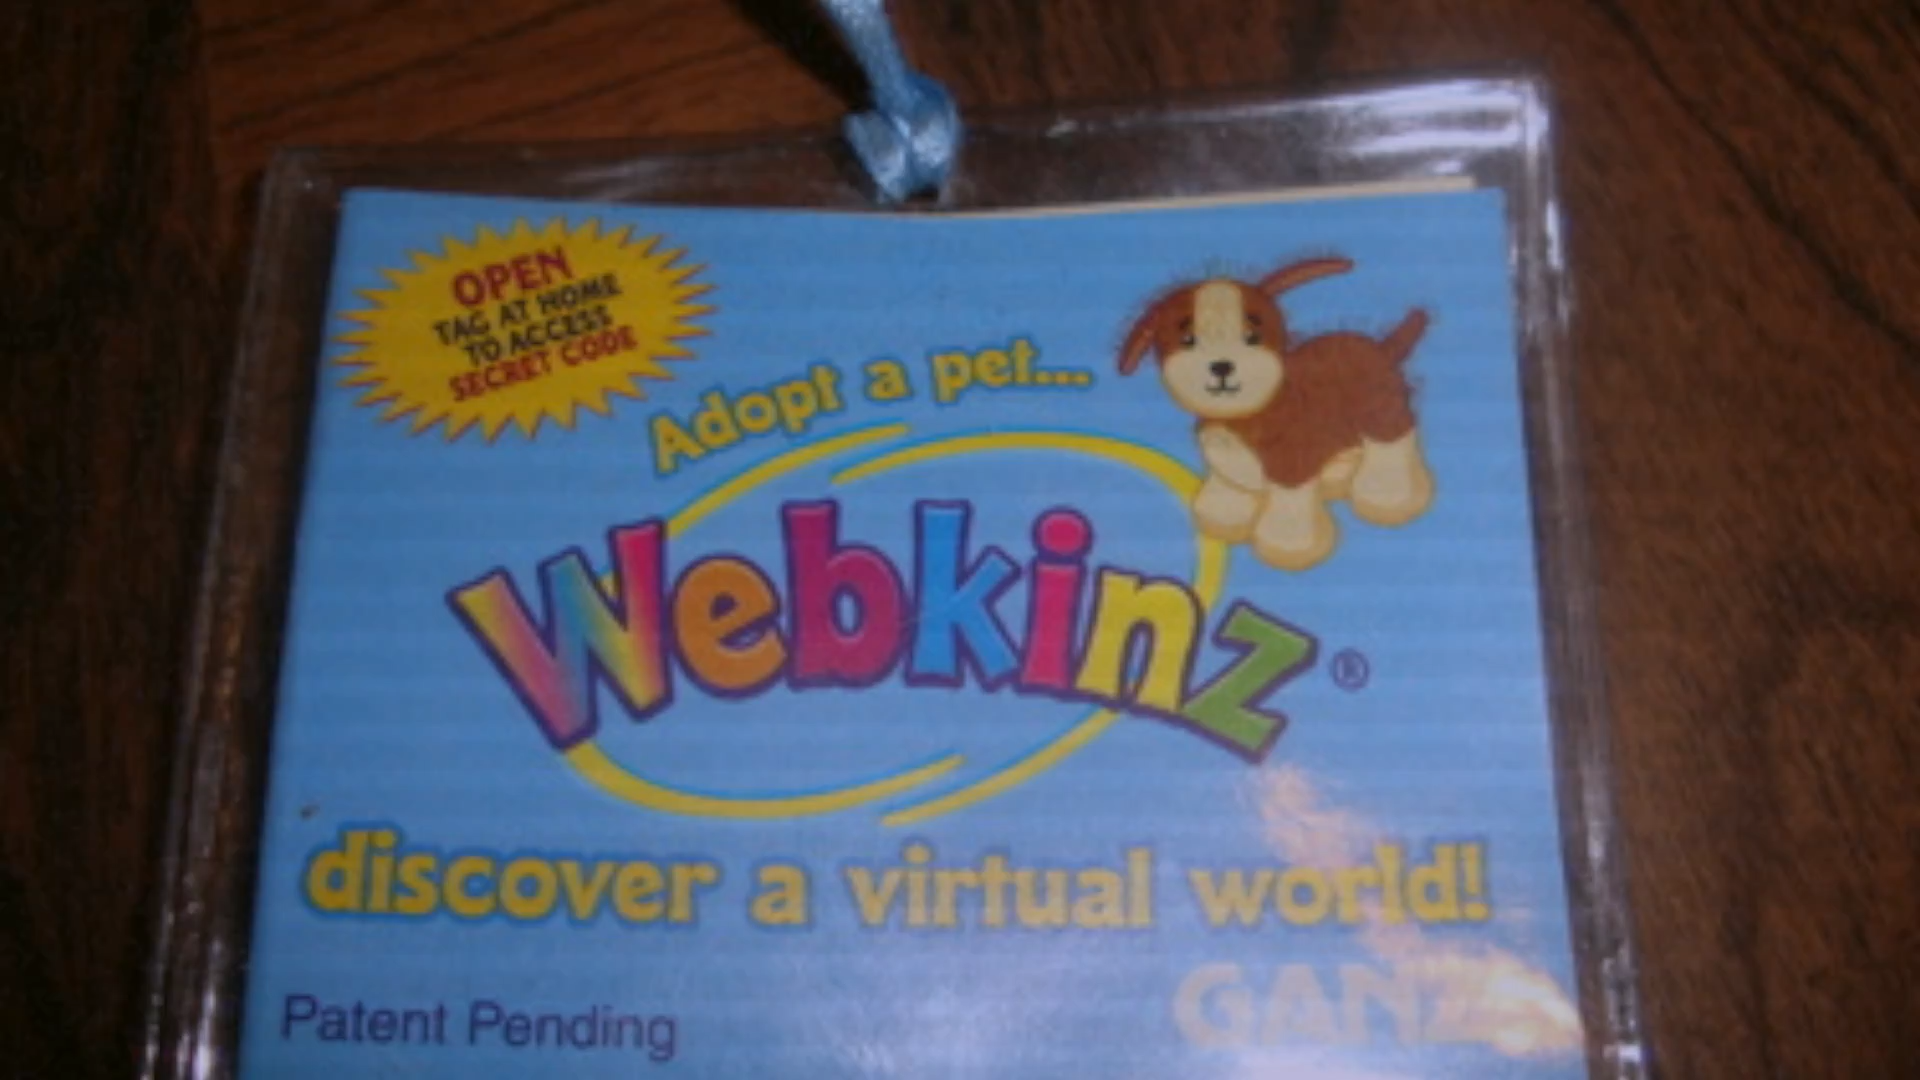 OPEN
TAG AT HOME
TO ACCESS
SECRET CODE
Adopt a pet...
Webkinz®
discover a virtual world!
GANZ
Patent Pending